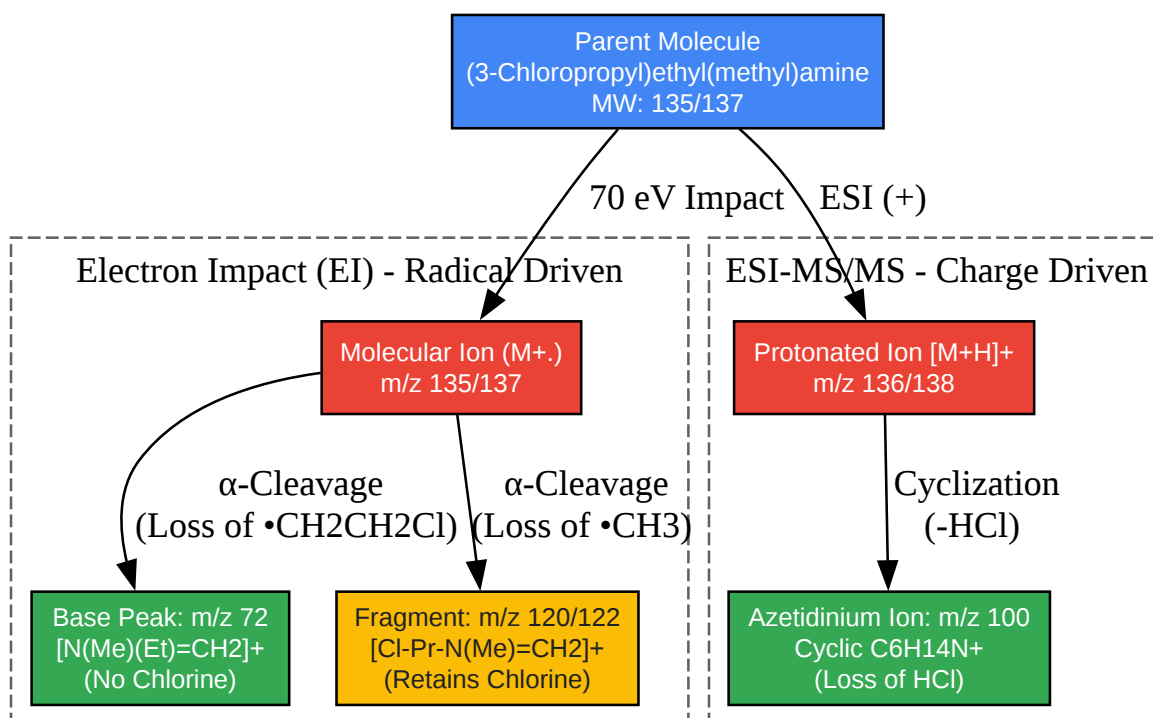 Parent Molecule
(3-Chloropropyl)ethyl(methyl)amine
MW: 135/137
70 eV Impact
ESI (+)
Electron Impact (EI) - Radical Driven
ESI-MS/MS - Charge Driven
Molecular Ion (M+.)
m/z 135/137
Protonated Ion [M+H]+
m/z 136/138
α-Cleavage
(Loss of •CH2CH2Cl)
α-Cleavage
(Loss of •CH3)
Cyclization
(-HCl)
Base Peak: m/z 72
[N(Me)(Et)=CH2]+
(No Chlorine)
Fragment: m/z 120/122
[Cl-Pr-N(Me)=CH2]+
(Retains Chlorine)
Azetidinium Ion: m/z 100
Cyclic C6H14N+
(Loss of HCl)